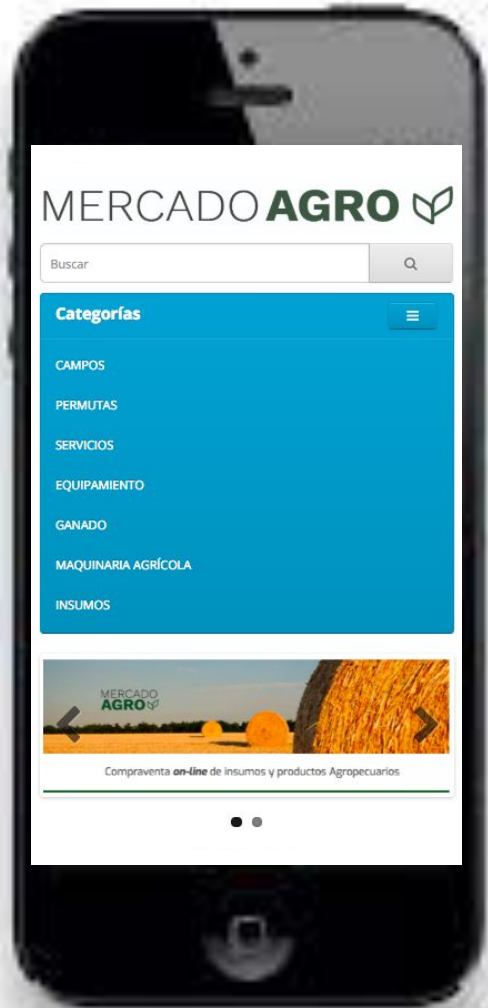 MERCADO AGRO
Buscar
Categorías
CAMPOS
PERMUTAS
SERVICIOS
EQUIPAMIENTO
GANADO
MAQUINARIA AGRÍCOLA
INSUMOS
MERCADO
AGRO
Compraventa on-line de insumos y productos Agropecuarios